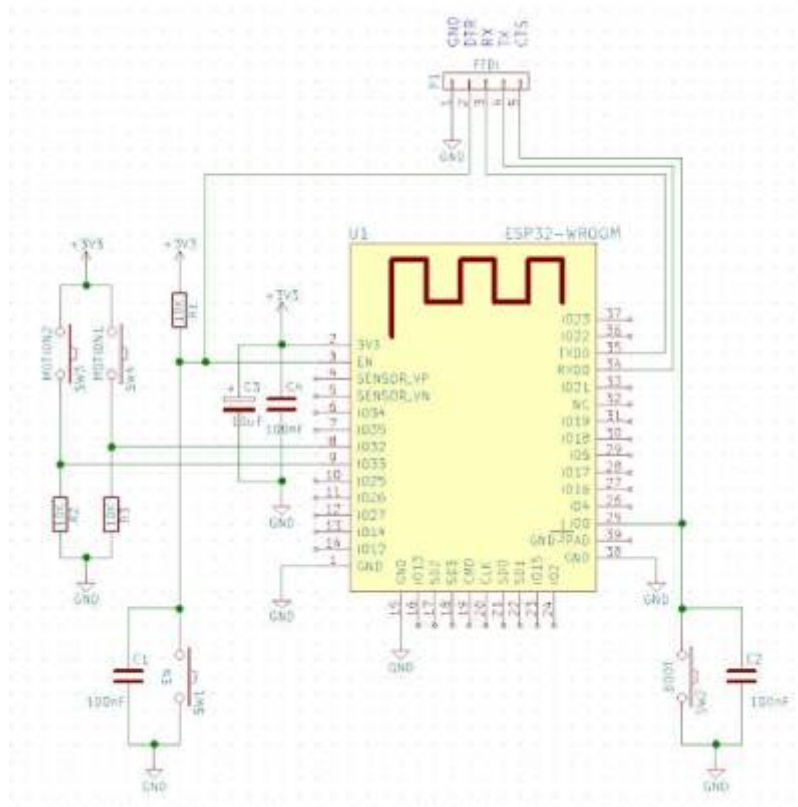 GND
DTR
RX
TX
CTS
FTDI
P1
1
2
3
4
5
GND
U1
ESP32-WROOM
+3V3
+3V3
+3V3
10K
R1
MOTION2
SW3
MOTION1
SW4
C3
10uF
C4
100nF
GND
10K
R2
10K
R3
GND
2 3V3
3 EN
4 SENSOR_VP
5 SENSOR_VN
6 IO34
7 IO35
8 IO32
9 IO33
10 IO25
11 IO26
12 IO27
13 IO14
14 IO12
1 GND
GND
IO23 37
IO22 36
TXD0 35
RXD0 34
IO21 33
NC 32
IO19 31
IO18 30
IO5 29
IO17 28
IO16 27
IO4 26
IO0 25
GND-PAD 39
GND 38
GND
GND IO13 SD2 SD3 CMD CLK SD0 SD1 IO15 IO2
15 16 17 18 19 20 21 22 23 24
GND
C1
100nF
EN
SW1
GND
BOOT
SW2
C2
100nF
GND